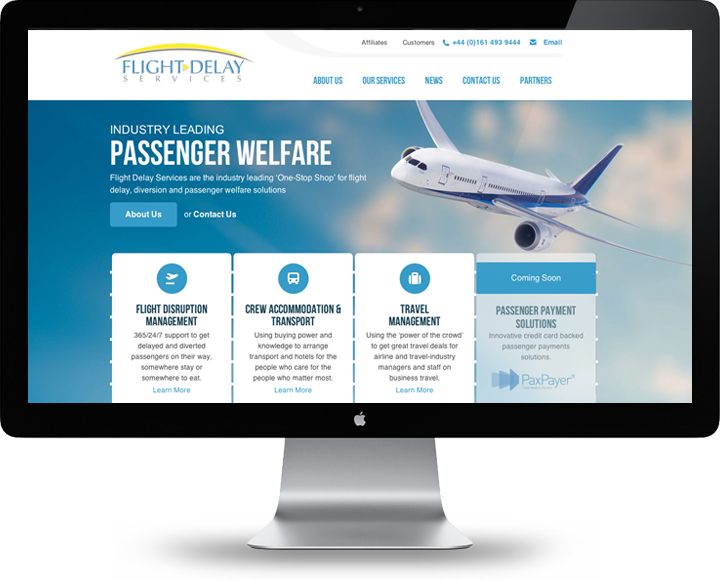 Affiliates Customers +44 (0)161 493 9444 Email
FLIGHT DELAY
SERVICES
ABOUT US OUR SERVICES NEWS CONTACT US PARTNERS
INDUSTRY LEADING
PASSENGER WELFARE
Flight Delay Services are the industry leading ‘One-Stop Shop’ for flight
delay, diversion and passenger welfare solutions
About Us or Contact Us
FLIGHT DISRUPTION
MANAGEMENT
365/24/7 support to get
delayed and diverted
passengers on their way,
somewhere stay or
somewhere to eat.
Learn More
CREW ACCOMMODATION &
TRANSPORT
Using buying power and
knowledge to arrange
transport and hotels for the
people who care for the
people who matter most.
Learn More
TRAVEL
MANAGEMENT
Using the ‘power of the crowd’
to get great travel deals for
airline and travel-industry
managers and staff on
business travel.
Learn More
Coming Soon
PASSENGER PAYMENT
SOLUTIONS
Innovative credit card backed
passenger payments
solutions.
PaxPayer®